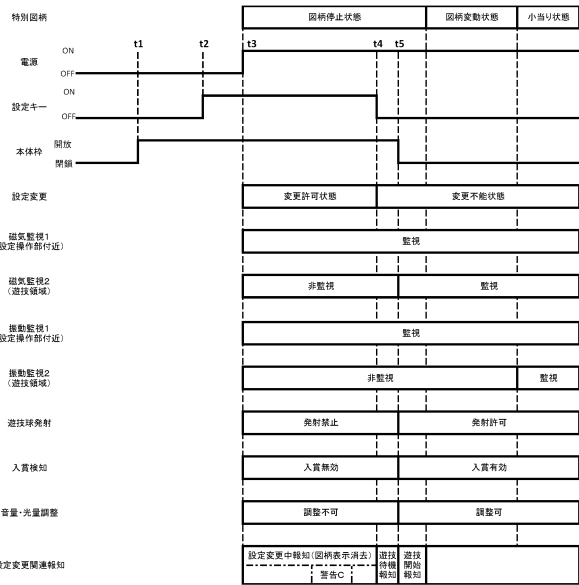 特別図柄
図柄停止状態
図柄変動状態
小当り状態
t1
t2
t3
t4
t5
電源
ON
OFF
設定キー
ON
OFF
本体枠
開放
閉鎖
設定変更
変更許可状態
変更不能状態
磁気監視1
設定操作部付近）
監視
磁気監視2
（遊技領域）
非監視
監視
振動監視1
設定操作部付近）
監視
振動監視2
（遊技領域）
非監視
監視
遊技球発射
発射禁止
発射許可
入賞検知
入賞無効
入賞有効
音量・光量調整
調整不可
調整可
設定変更関連報知
設定変更中報知（図柄表示消去）
警告C
遊技
待機
報知
遊技
開始
報知